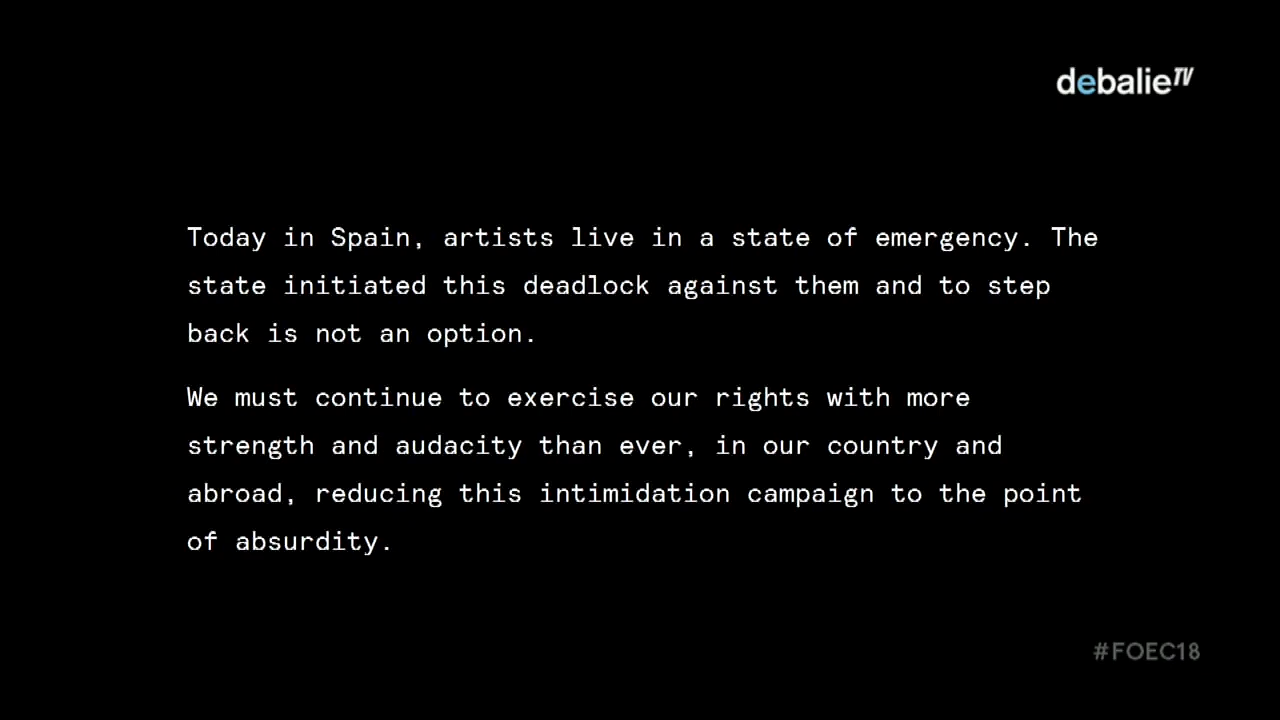 debalieTV
Today in Spain, artists live in a state of emergency. The
state initiated this deadlock against them and to step
back is not an option.
We must continue to exercise our rights with more
strength and audacity than ever, in our country and
abroad, reducing this intimidation campaign to the point
of absurdity.
#FOEC18